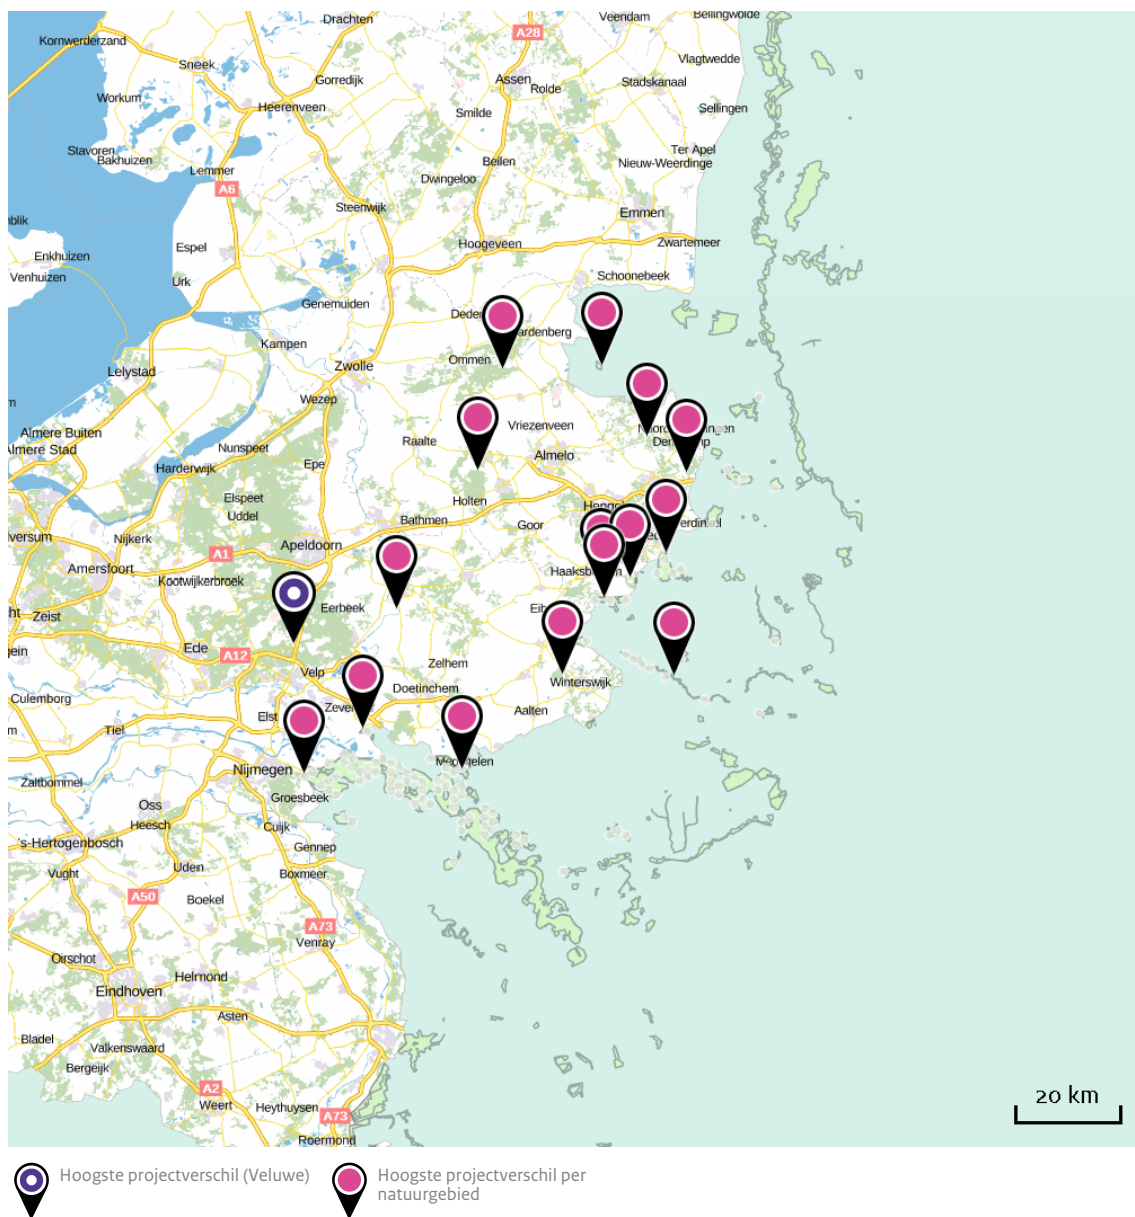 Drachten
Veendam
Bellingwolde
A28
Kornwerderzand
Sneek
Vlagtwedde
Gorredijk
Assen
Rolde
Stadskanaal
Workum
Heerenveen
Smilde
Sellingen
Stavoren
Bakhuizen
Ter Apel
Beilen
Nieuw-Weerdinge
Lemmer
Dwingeloo
A6
Steenwijk
Emmen
Espel
Hoogeveen
Zwartemeer
Enkhuizen
Venhuizen
Urk
Schoonebeek
Genemuiden
Kampen
Ommen
Zwolle
Lelystad
Wezep
Almere Buiten
Almere Stad
Raalte
Vriezenveen
Nunspeet
Almelo
Harderwijk
Epe
Elspeet
Holten
Uddel
Bathmen
Goor
Nijkerk
Apeldoorn
A1
Amersfoort
Kootwijkerbroek
Zeist
Eerbeek
Ede
A12
Velp
Zelhem
Doetinchem
Winterswijk
Culemborg
Elst
Aalten
Tiel
Nijmegen
Zaltbommel
Groesbeek
Oss
Heesch
Cuijk
's-Hertogenbosch
Gennep
Vught
Uden
Boxmeer
A50
Boekel
A73
Venray
Oirschot
Helmond
Eindhoven
Asten
Bladel
Valkenswaard
Bergeijk
A2
Weert
Heythuysen
A73
Roermond
20 km
Hoogste projectverschil (Veluwe)
Hoogste projectverschil per
natuurgebied